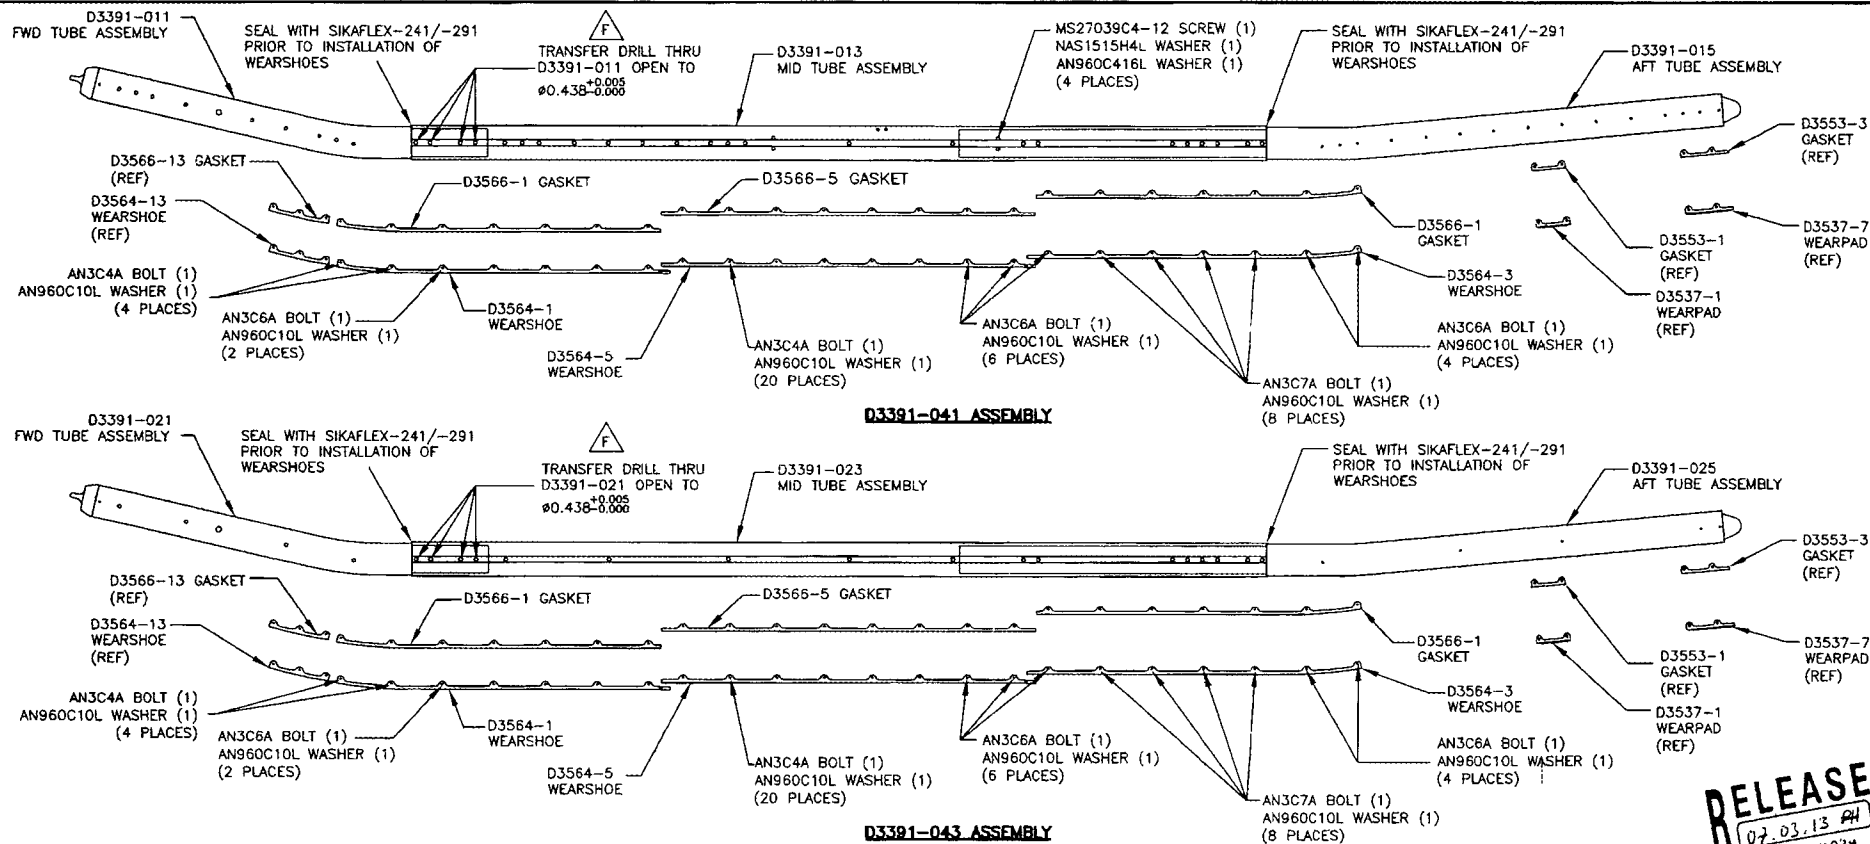 D3391-011
FWD TUBE ASSEMBLY
SEAL WITH SIKAFLEX-241/-291
PRIOR TO INSTALLATION OF
WEARSHOES
F
TRANSFER DRILL THRU
D3391-011 OPEN TO
ø0.438 +0.005 -0.000
D3391-013
MID TUBE ASSEMBLY
MS27039C4-12 SCREW (1)
NAS1515H4L WASHER (1)
AN960C416L WASHER (1)
(4 PLACES)
SEAL WITH SIKAFLEX-241/-291
PRIOR TO INSTALLATION OF
WEARSHOES
D3391-015
AFT TUBE ASSEMBLY
D3553-3
GASKET
(REF)
D3566-13 GASKET
(REF)
D3566-1 GASKET
D3566-5 GASKET
D3564-13
WEARSHOE
(REF)
D3566-1
GASKET
D3553-1
GASKET
(REF)
D3537-7
WEARPAD
(REF)
AN3C4A BOLT (1)
AN960C10L WASHER (1)
(4 PLACES)
D3564-3
WEARSHOE
D3537-1
WEARPAD
(REF)
AN3C6A BOLT (1)
AN960C10L WASHER (1)
(2 PLACES)
D3564-1
WEARSHOE
D3564-5
WEARSHOE
AN3C4A BOLT (1)
AN960C10L WASHER (1)
(20 PLACES)
AN3C6A BOLT (1)
AN960C10L WASHER (1)
(6 PLACES)
AN3C6A BOLT (1)
AN960C10L WASHER (1)
(4 PLACES)
AN3C7A BOLT (1)
AN960C10L WASHER (1)
(8 PLACES)
D3391-041 ASSEMBLY
D3391-021
FWD TUBE ASSEMBLY
SEAL WITH SIKAFLEX-241/-291
PRIOR TO INSTALLATION OF
WEARSHOES
F
TRANSFER DRILL THRU
D3391-021 OPEN TO
ø0.438 +0.005 -0.000
D3391-023
MID TUBE ASSEMBLY
SEAL WITH SIKAFLEX-241/-291
PRIOR TO INSTALLATION OF
WEARSHOES
D3391-025
AFT TUBE ASSEMBLY
D3553-3
GASKET
(REF)
D3566-13 GASKET
(REF)
D3566-1 GASKET
D3566-5 GASKET
D3564-13
WEARSHOE
(REF)
D3566-1
GASKET
D3553-1
GASKET
(REF)
D3537-7
WEARPAD
(REF)
AN3C4A BOLT (1)
AN960C10L WASHER (1)
(4 PLACES)
D3564-3
WEARSHOE
D3537-1
WEARPAD
(REF)
AN3C6A BOLT (1)
AN960C10L WASHER (1)
(2 PLACES)
D3564-1
WEARSHOE
D3564-5
WEARSHOE
AN3C4A BOLT (1)
AN960C10L WASHER (1)
(20 PLACES)
AN3C6A BOLT (1)
AN960C10L WASHER (1)
(6 PLACES)
AN3C6A BOLT (1)
AN960C10L WASHER (1)
(4 PLACES)
AN3C7A BOLT (1)
AN960C10L WASHER (1)
(8 PLACES)
D3391-043 ASSEMBLY
RELEASE
07.03.13 PH